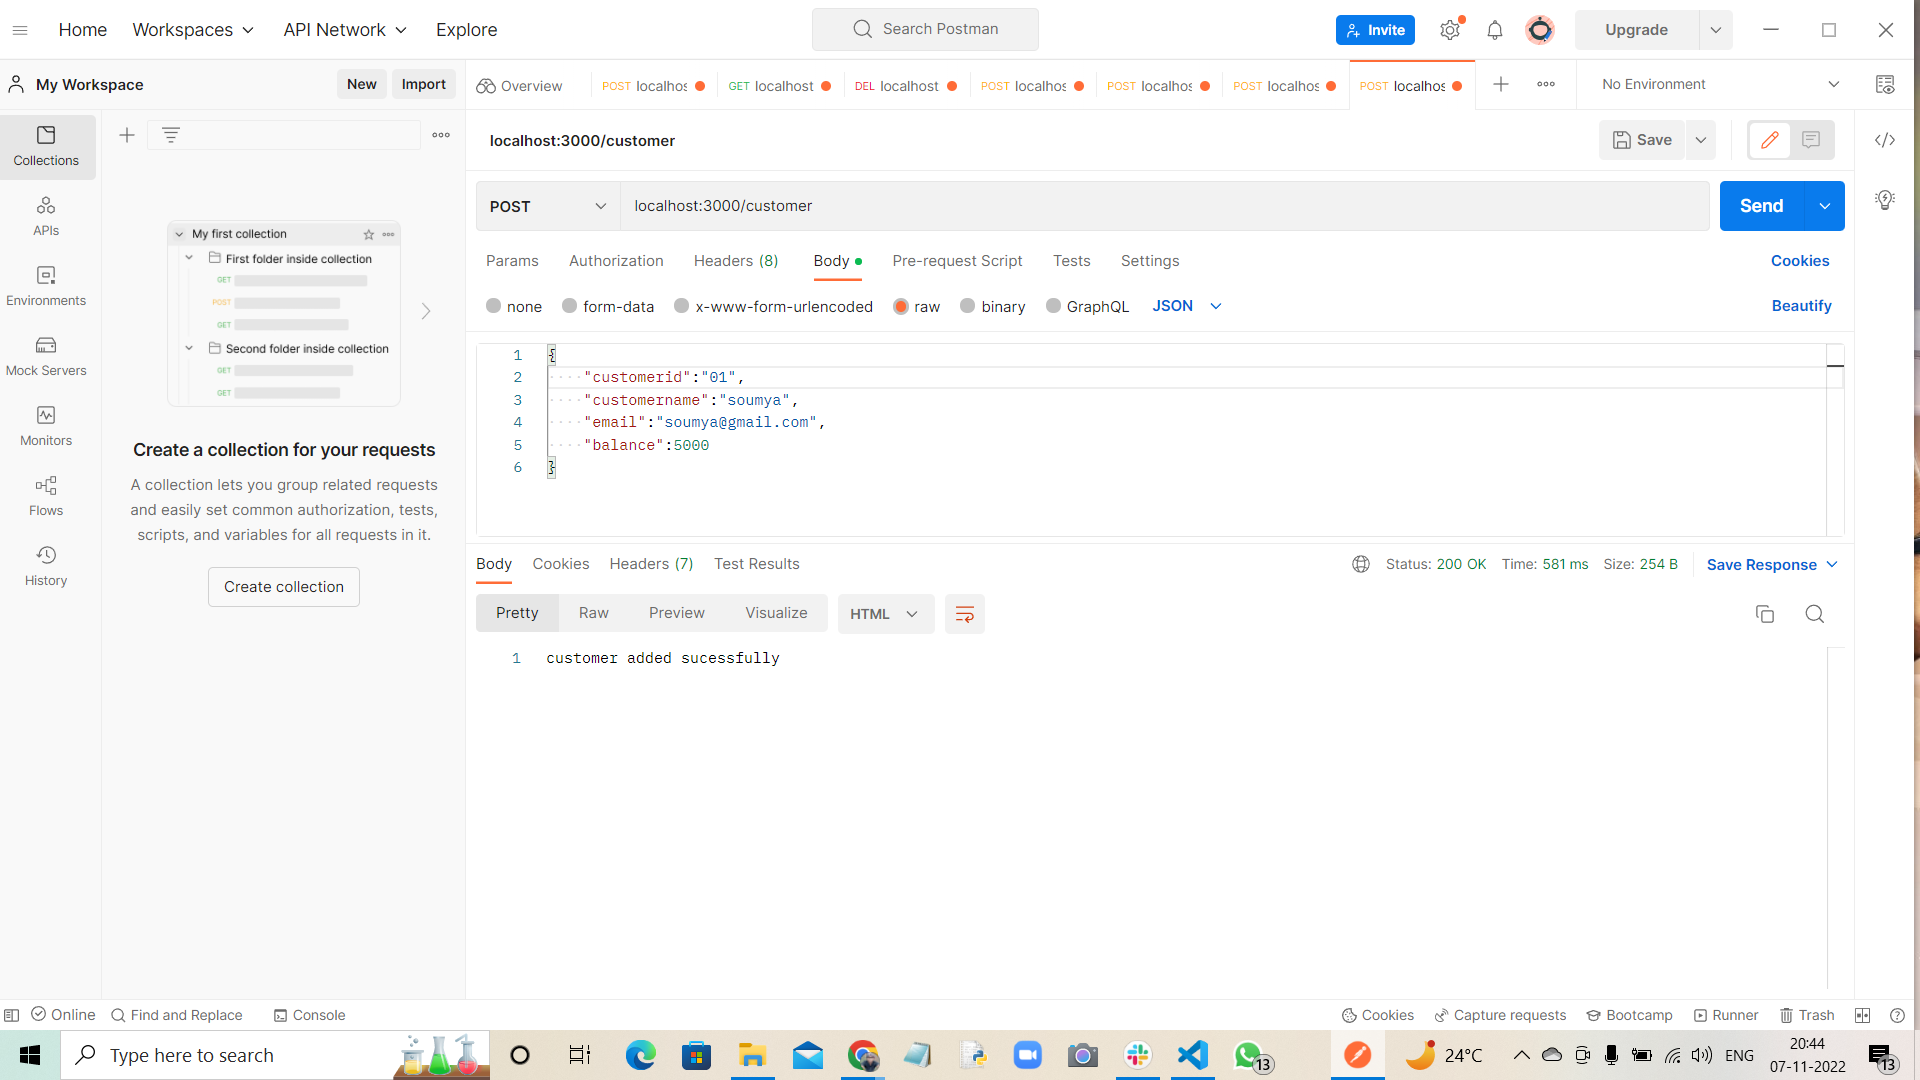 Home Workspaces API Network Explore Search Postman Invite Upgrade
My Workspace New Import Overview POST localhos GET localhost DEL localhost POST localhos POST localhos POST localhos POST localhos No Environment
Collections
APIs
Environments
Mock Servers
Monitors
Flows
History
My first collection
First folder inside collection
GET
POST
GET
Second folder inside collection
GET
GET
Create a collection for your requests
A collection lets you group related requests
and easily set common authorization, tests,
scripts, and variables for all requests in it.
Create collection
localhost:3000/customer Save
POST localhost:3000/customer Send
Params Authorization Headers (8) Body Pre-request Script Tests Settings Cookies
none form-data x-www-form-urlencoded raw binary GraphQL JSON Beautify
1 {
2 "customerid":"01",
3 "customername":"soumya",
4 "email":"soumya@gmail.com",
5 "balance":5000
6 }
Body Cookies Headers (7) Test Results Status: 200 OK Time: 581 ms Size: 254 B Save Response
Pretty Raw Preview Visualize HTML
1 customer added sucessfully
Online Find and Replace Console Cookies Capture requests Bootcamp Runner Trash
Type here to search 13 24°C ENG 20:44
07-11-2022 13